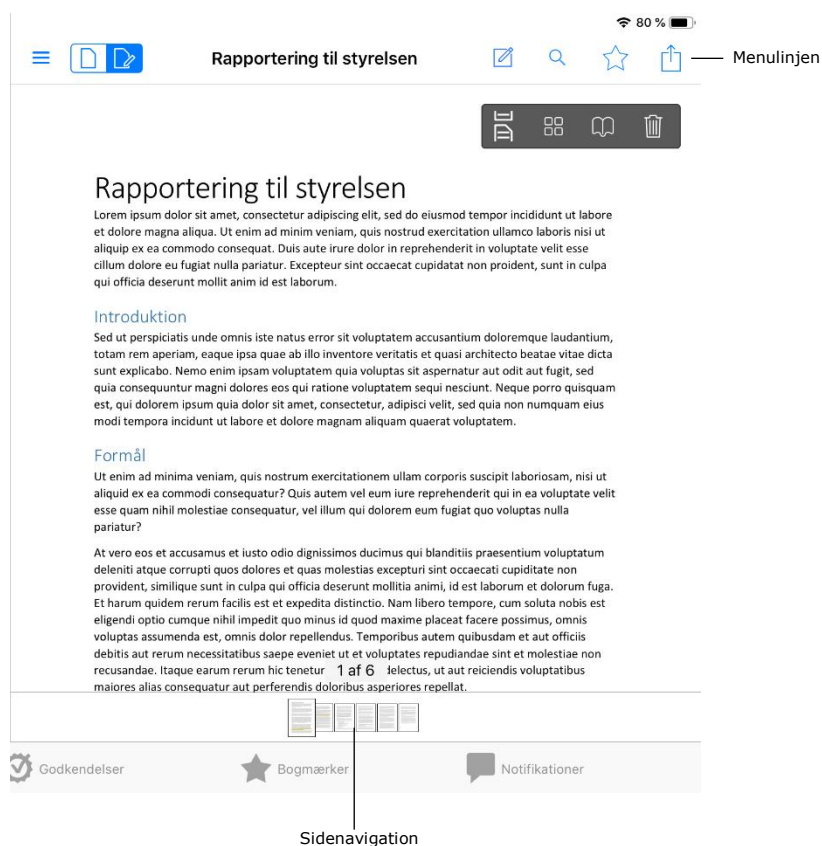 80 %
Rapportering til styrelsen
Menulinjen
Rapportering til styrelsen
Lorem ipsum dolor sit amet, consectetur adipiscing elit, sed do eiusmod tempor incididunt ut labore
et dolore magna aliqua. Ut enim ad minim veniam, quis nostrud exercitation ullamco laboris nisi ut
aliquip ex ea commodo consequat. Duis aute irure dolor in reprehenderit in voluptate velit esse
cillum dolore eu fugiat nulla pariatur. Excepteur sint occaecat cupidatat non proident, sunt in culpa
qui officia deserunt mollit anim id est laborum.
Introduktion
Sed ut perspiciatis unde omnis iste natus error sit voluptatem accusantium doloremque laudantium,
totam rem aperiam, eaque ipsa quae ab illo inventore veritatis et quasi architecto beatae vitae dicta
sunt explicabo. Nemo enim ipsam voluptatem quia voluptas sit aspernatur aut odit aut fugit, sed
quia consequuntur magni dolores eos qui ratione voluptatem sequi nesciunt. Neque porro quisquam
est, qui dolorem ipsum quia dolor sit amet, consectetur, adipisci velit, sed quia non numquam eius
modi tempora incidunt ut labore et dolore magnam aliquam quaerat voluptatem.
Formål
Ut enim ad minima veniam, quis nostrum exercitationem ullam corporis suscipit laboriosam, nisi ut
aliquid ex ea commodi consequatur? Quis autem vel eum iure reprehenderit qui in ea voluptate velit
esse quam nihil molestiae consequatur, vel illum qui dolorem eum fugiat quo voluptas nulla
pariatur?
At vero eos et accusamus et iusto odio dignissimos ducimus qui blanditiis praesentium voluptatum
deleniti atque corrupti quos dolores et quas molestias excepturi sint occaecati cupiditate non
provident, similique sunt in culpa qui officia deserunt mollitia animi, id est laborum et dolorum fuga.
Et harum quidem rerum facilis est et expedita distinctio. Nam libero tempore, cum soluta nobis est
eligendi optio cumque nihil impedit quo minus id quod maxime placeat facere possimus, omnis
voluptas assumenda est, omnis dolor repellendus. Temporibus autem quibusdam et aut officiis
debitis aut rerum necessitatibus saepe eveniet ut et voluptates repudiandae sint et molestiae non
recusandae. Itaque earum rerum hic tenetur 1 af 6 delectus, ut aut reiciendis voluptatibus
maiores alias consequatur aut perferendis doloribus asperiores repellat.
Godkendelser
Bogmærker
Notifikationer
Sidenavigation